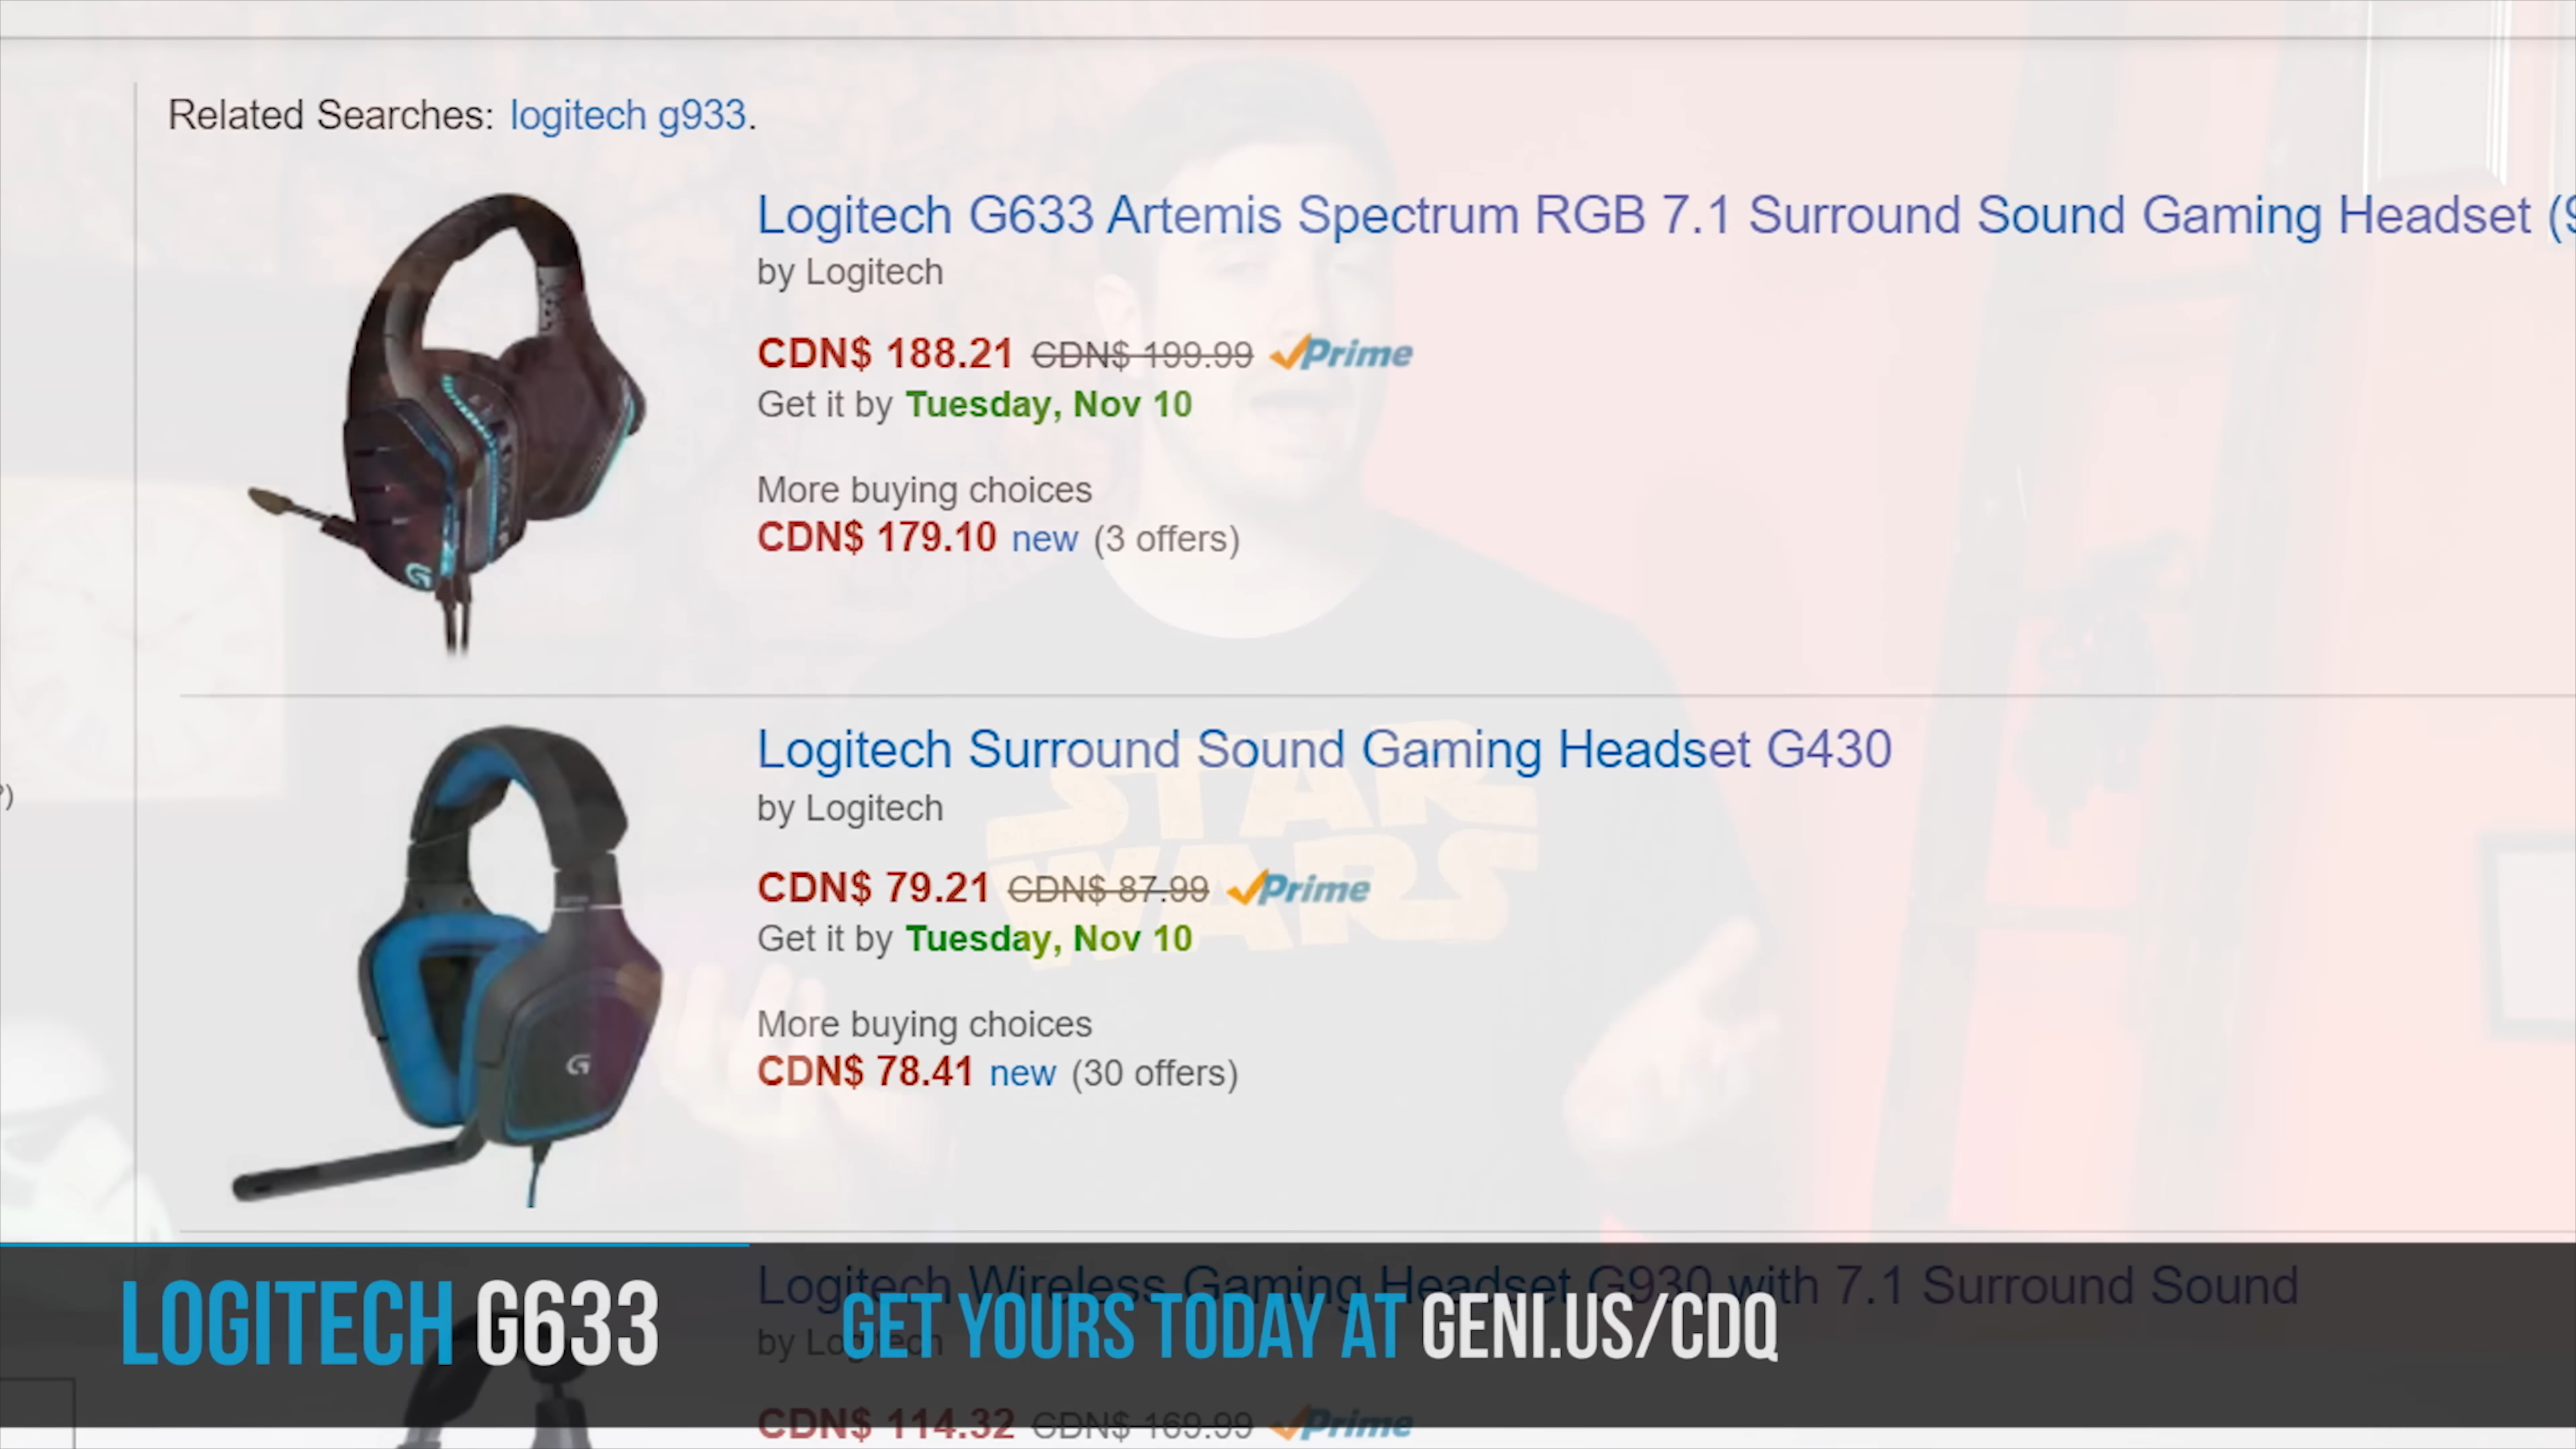 Related Searches: logitech g933.
Logitech G633 Artemis Spectrum RGB 7.1 Surround Sound Gaming Headset (
by Logitech
CDN$ 188.21 CDN$ 199.99 Prime
Get it by Tuesday, Nov 10
More buying choices
CDN$ 179.10 new (3 offers)
Logitech Surround Sound Gaming Headset G430
by Logitech
STAR
WARS
CDN$ 79.21 CDN$ 87.99 Prime
Get it by Tuesday, Nov 10
More buying choices
CDN$ 78.41 new (30 offers)
Logitech Wireless Gaming Headset G930 with 7.1 Surround Sound
by Logitech
LOGITECH G633
GET YOURS TODAY AT GENI.US/CDQ
CDN$ 114.32 CDN$ 169.99 Prime